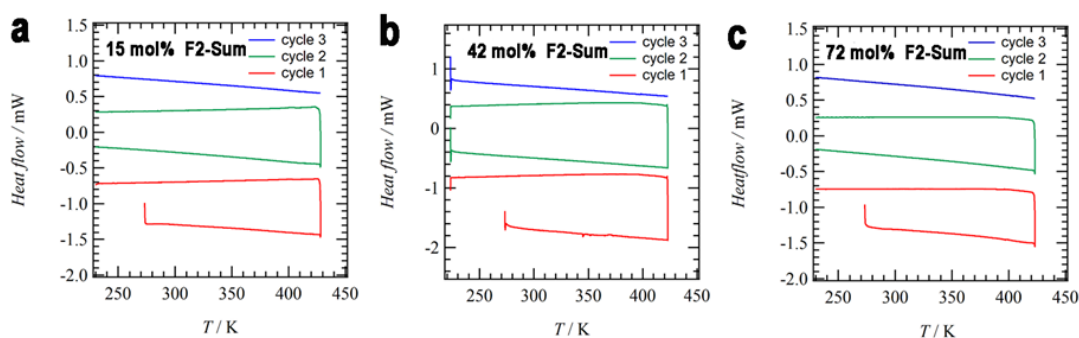 a
15 mol% F2-Sum
cycle 3
cycle 2
cycle 1
1.5
1.0
0.5
0.0
-0.5
-1.0
-1.5
-2.0
Heat flow / mW
250
300
350
400
450
T / K
b
42 mol% F2-Sum
cycle 3
cycle 2
cycle 1
1
0
-1
-2
Heat flow / mW
250
300
350
400
450
T / K
c
72 mol% F2-Sum
cycle 3
cycle 2
cycle 1
1.5
1.0
0.5
0.0
-0.5
-1.0
-1.5
-2.0
Heatflow / mW
250
300
350
400
450
T / K